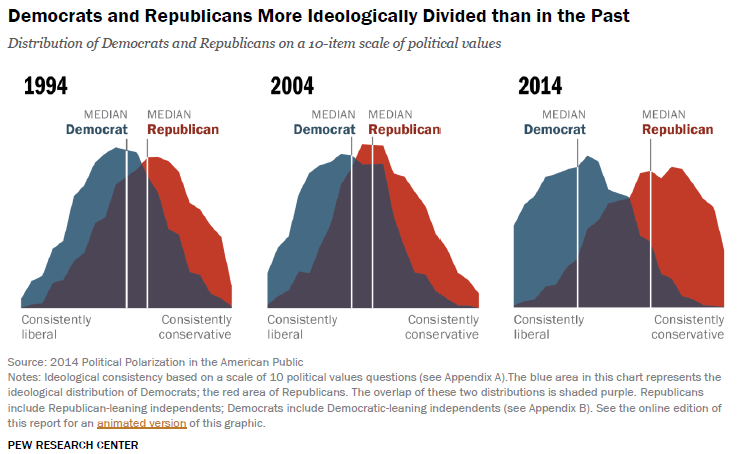 Democrats and Republicans More Ideologically Divided than in the Past
Distribution of Democrats and Republicans on a 10-item scale of political values
1994
MEDIAN
Democrat
MEDIAN
Republican
Consistently
liberal
Consistently
conservative
2004
MEDIAN
Democrat
MEDIAN
Republican
Consistently
liberal
Consistently
conservative
2014
MEDIAN
Democrat
MEDIAN
Republican
Consistently
liberal
Consistently
conservative
Source: 2014 Political Polarization in the American Public
Notes: Ideological consistency based on a scale of 10 political values questions (see Appendix A).The blue area in this chart represents the
ideological distribution of Democrats; the red area of Republicans. The overlap of these two distributions is shaded purple. Republicans
include Republican-leaning independents; Democrats include Democratic-leaning independents (see Appendix B). See the online edition of
this report for an animated version of this graphic.
PEW RESEARCH CENTER